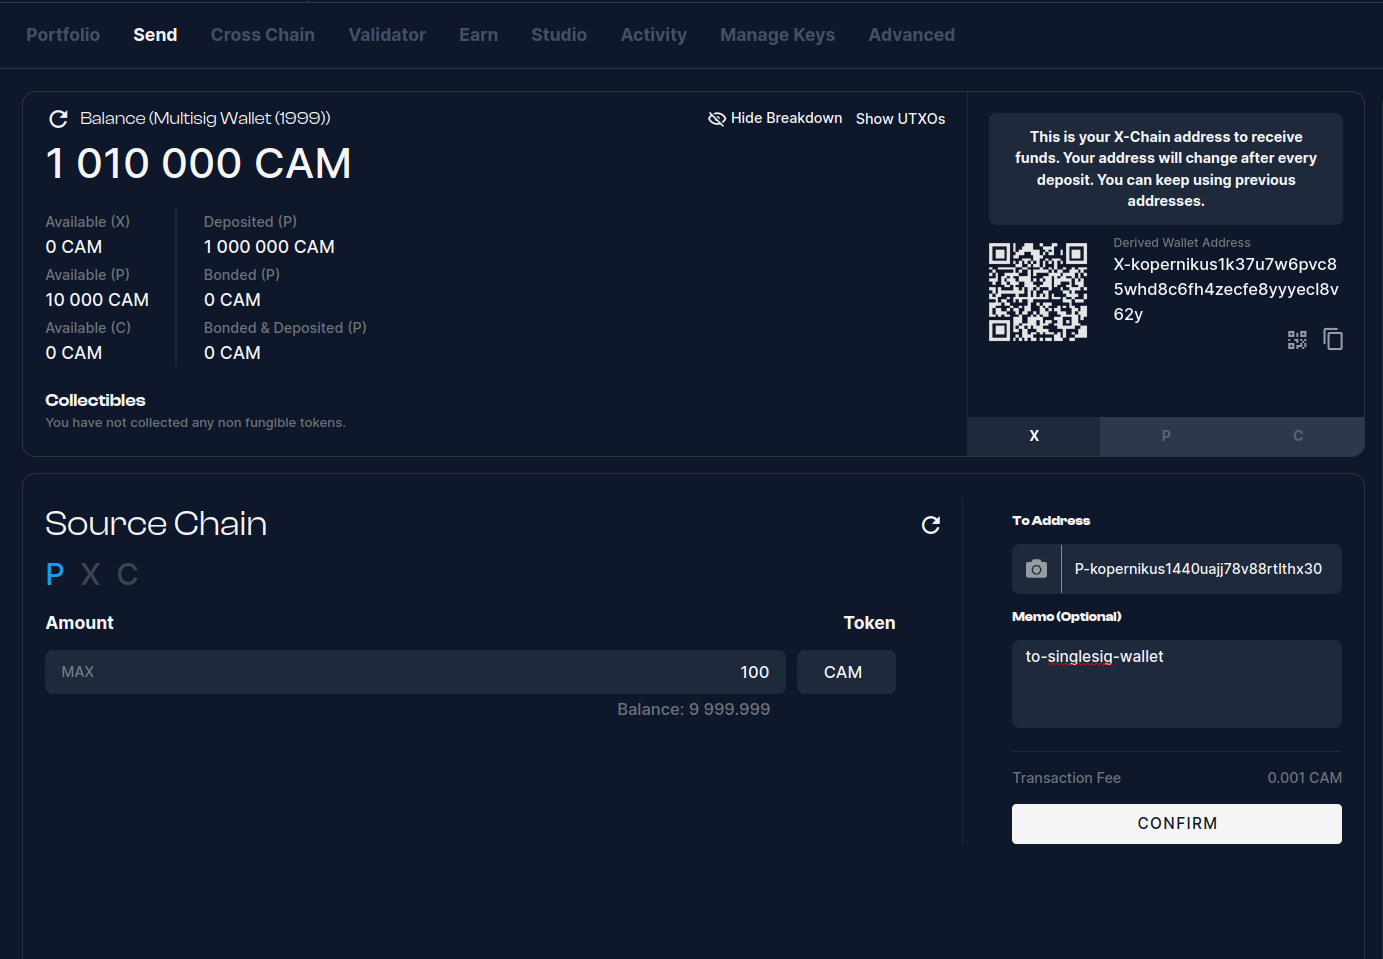 Portfolio Send Cross Chain Validator Earn Studio Activity Manage Keys Advanced
Balance (Multisig Wallet (1999))
Hide Breakdown Show UTXOs
1 010 000 CAM
Available (X) Deposited (P)
0 CAM 1 000 000 CAM
Available (P) Bonded (P)
10 000 CAM 0 CAM
Available (C) Bonded & Deposited (P)
0 CAM 0 CAM
Collectibles
You have not collected any non fungible tokens.
This is your X-Chain address to receive
funds. Your address will change after every
deposit. You can keep using previous
addresses.
Derived Wallet Address
X-kopernikus1k37u7w6pvc8
5whd8c6fh4zecfe8yyyecl8v
62y
X P C
Source Chain
P X C
Amount Token
MAX 100 CAM
Balance: 9 999.999
To Address
P-kopernikus1440uajj78v88rtlthx30
Memo (Optional)
to-singlesig-wallet
Transaction Fee 0.001 CAM
CONFIRM